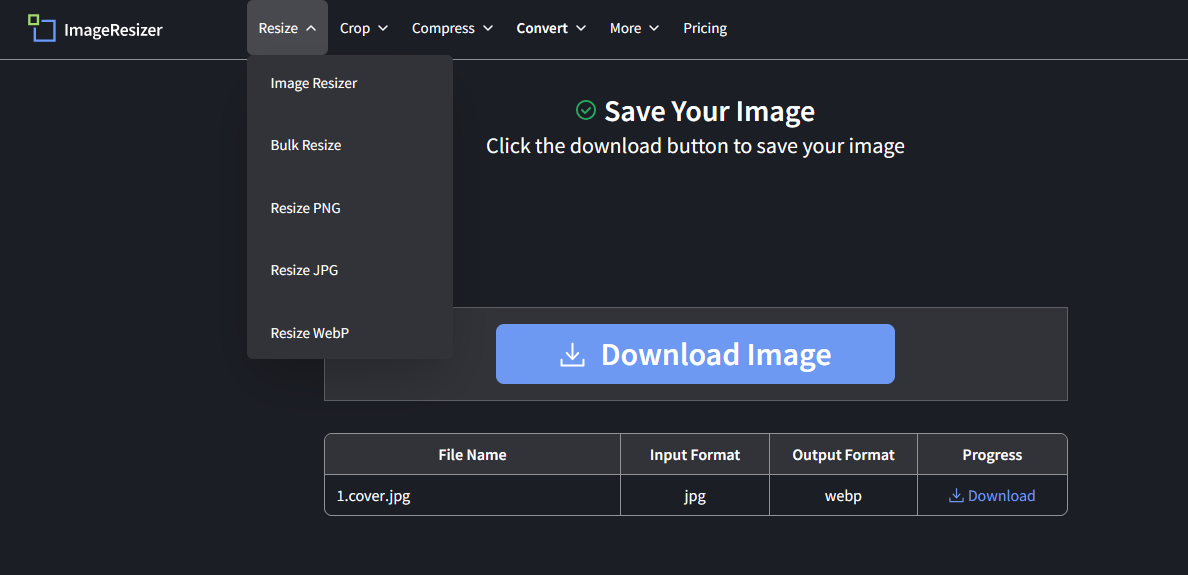 ImageResizer
Resize Crop Compress Convert More Pricing
Image Resizer
Bulk Resize
Resize PNG
Resize JPG
Resize WebP
Save Your Image
Click the download button to save your image
Download Image
File Name Input Format Output Format Progress
1.cover.jpg jpg webp Download